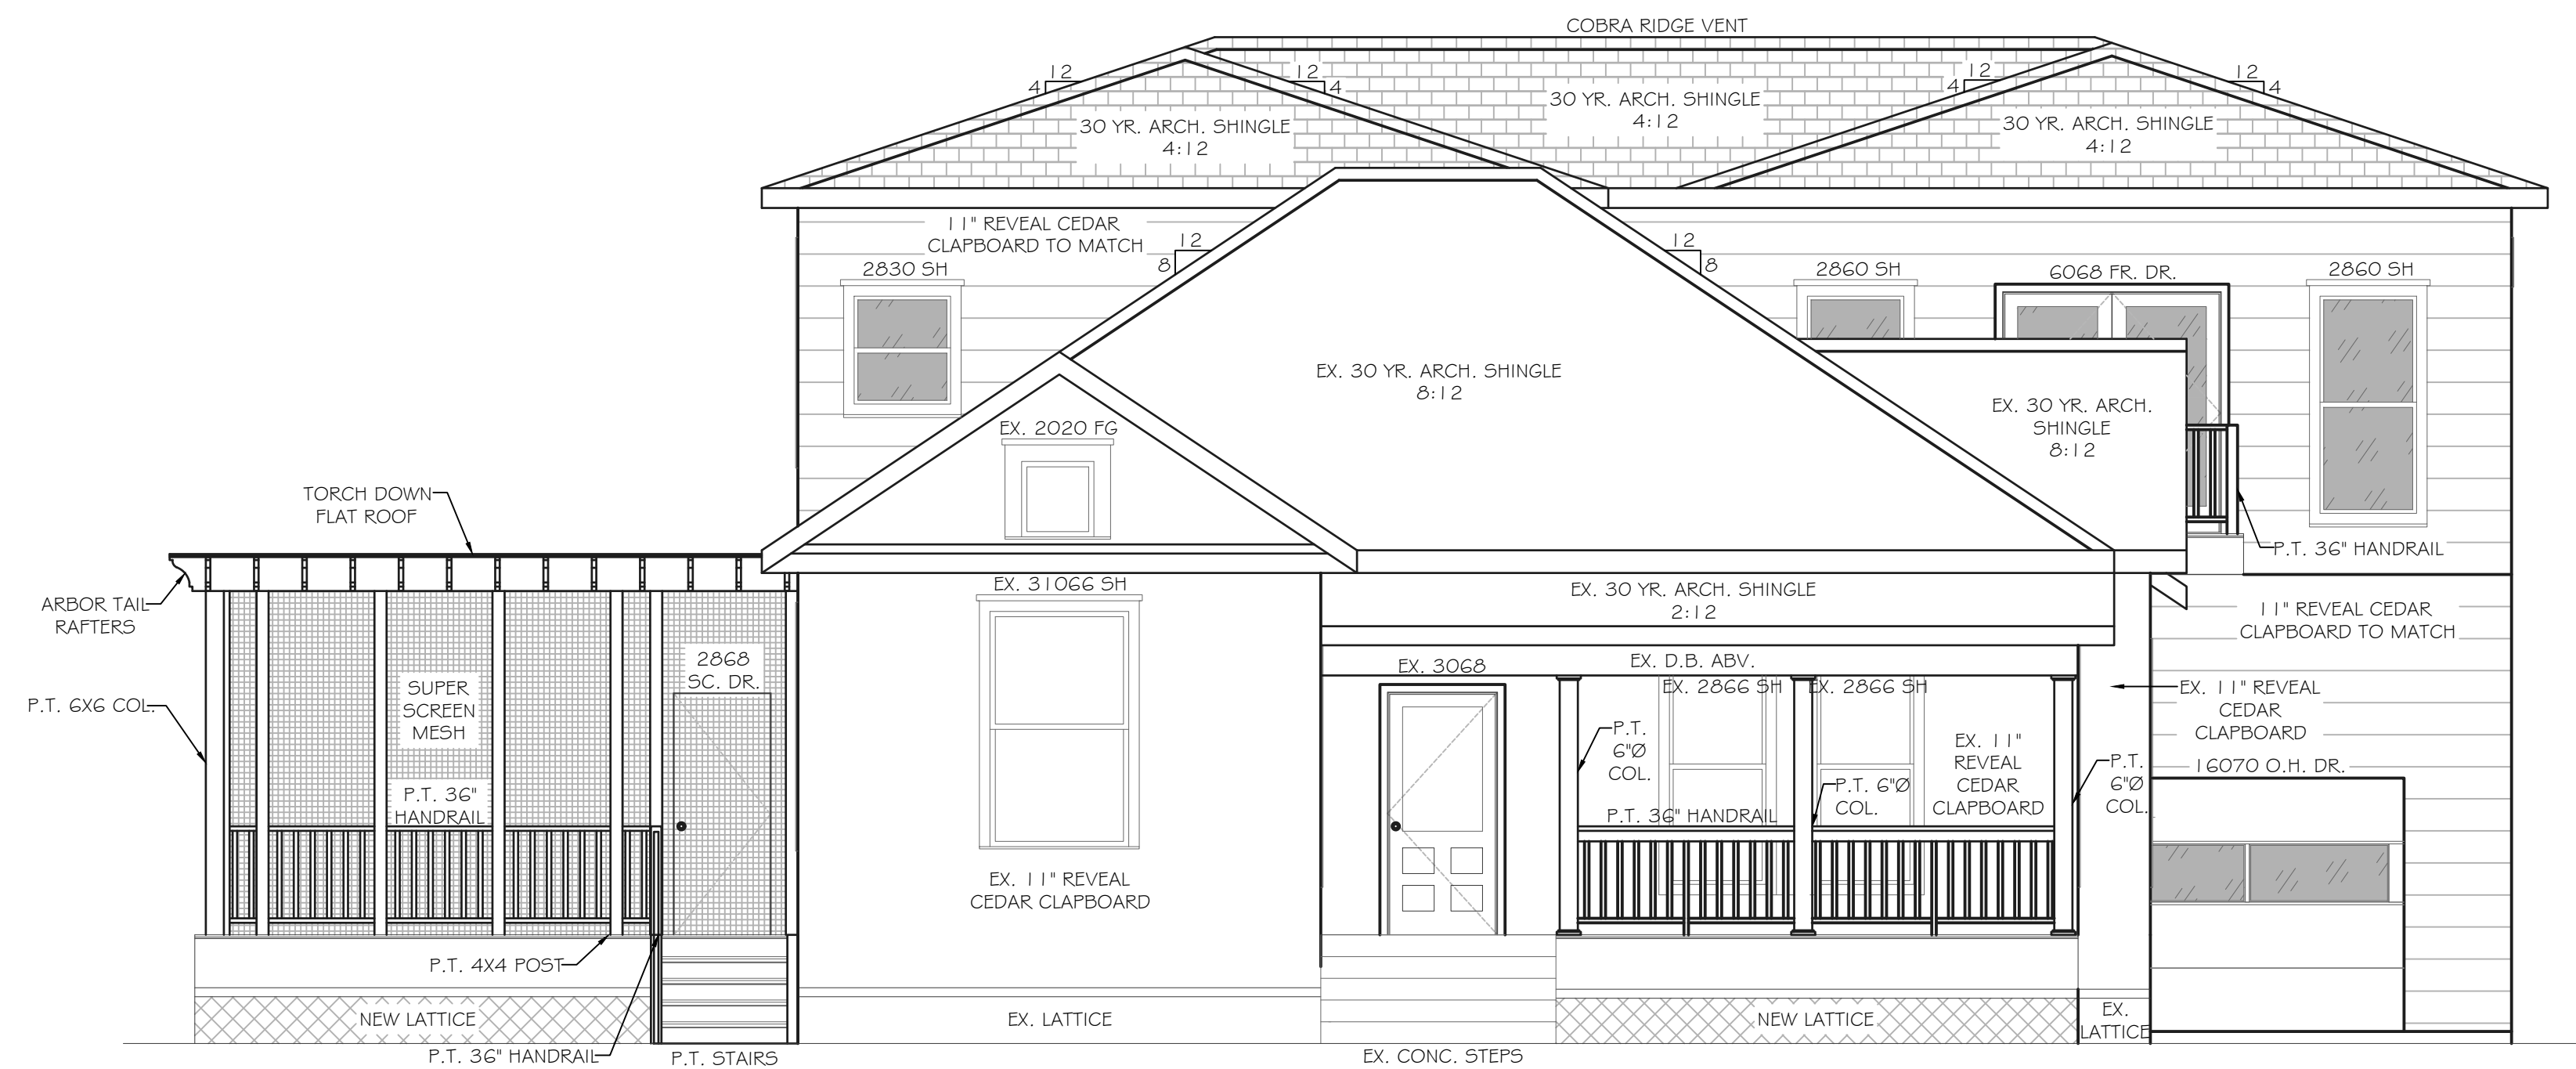 COBRA RIDGE VENT
12
4
12
4
12
4
12
4
30 YR. ARCH. SHINGLE
4:12
30 YR. ARCH. SHINGLE
4:12
30 YR. ARCH. SHINGLE
4:12
11" REVEAL CEDAR
CLAPBOARD TO MATCH
12
8
12
8
2830 SH
2860 SH
6068 FR. DR.
2860 SH
EX. 30 YR. ARCH. SHINGLE
8:12
EX. 30 YR. ARCH.
SHINGLE
8:12
EX. 2020 FG
TORCH DOWN
FLAT ROOF
P.T. 36" HANDRAIL
ARBOR TAIL
RAFTERS
EX. 31066 SH
EX. 30 YR. ARCH. SHINGLE
2:12
11" REVEAL CEDAR
CLAPBOARD TO MATCH
2868
SC. DR.
EX. 3068
EX. D.B. ABV.
EX. 2866 SH
EX. 2866 SH
EX. 11" REVEAL
CEDAR
CLAPBOARD
P.T. 6X6 COL.
SUPER
SCREEN
MESH
P.T.
6"Ø
COL.
EX. 11"
REVEAL
CEDAR
CLAPBOARD
P.T.
6"Ø
COL.
16070 O.H. DR.
P.T. 36"
HANDRAIL
P.T. 36" HANDRAIL
P.T. 6"Ø
COL.
EX. 11" REVEAL
CEDAR CLAPBOARD
P.T. 4X4 POST
NEW LATTICE
EX. LATTICE
NEW LATTICE
EX.
LATTICE
P.T. 36" HANDRAIL
P.T. STAIRS
EX. CONC. STEPS